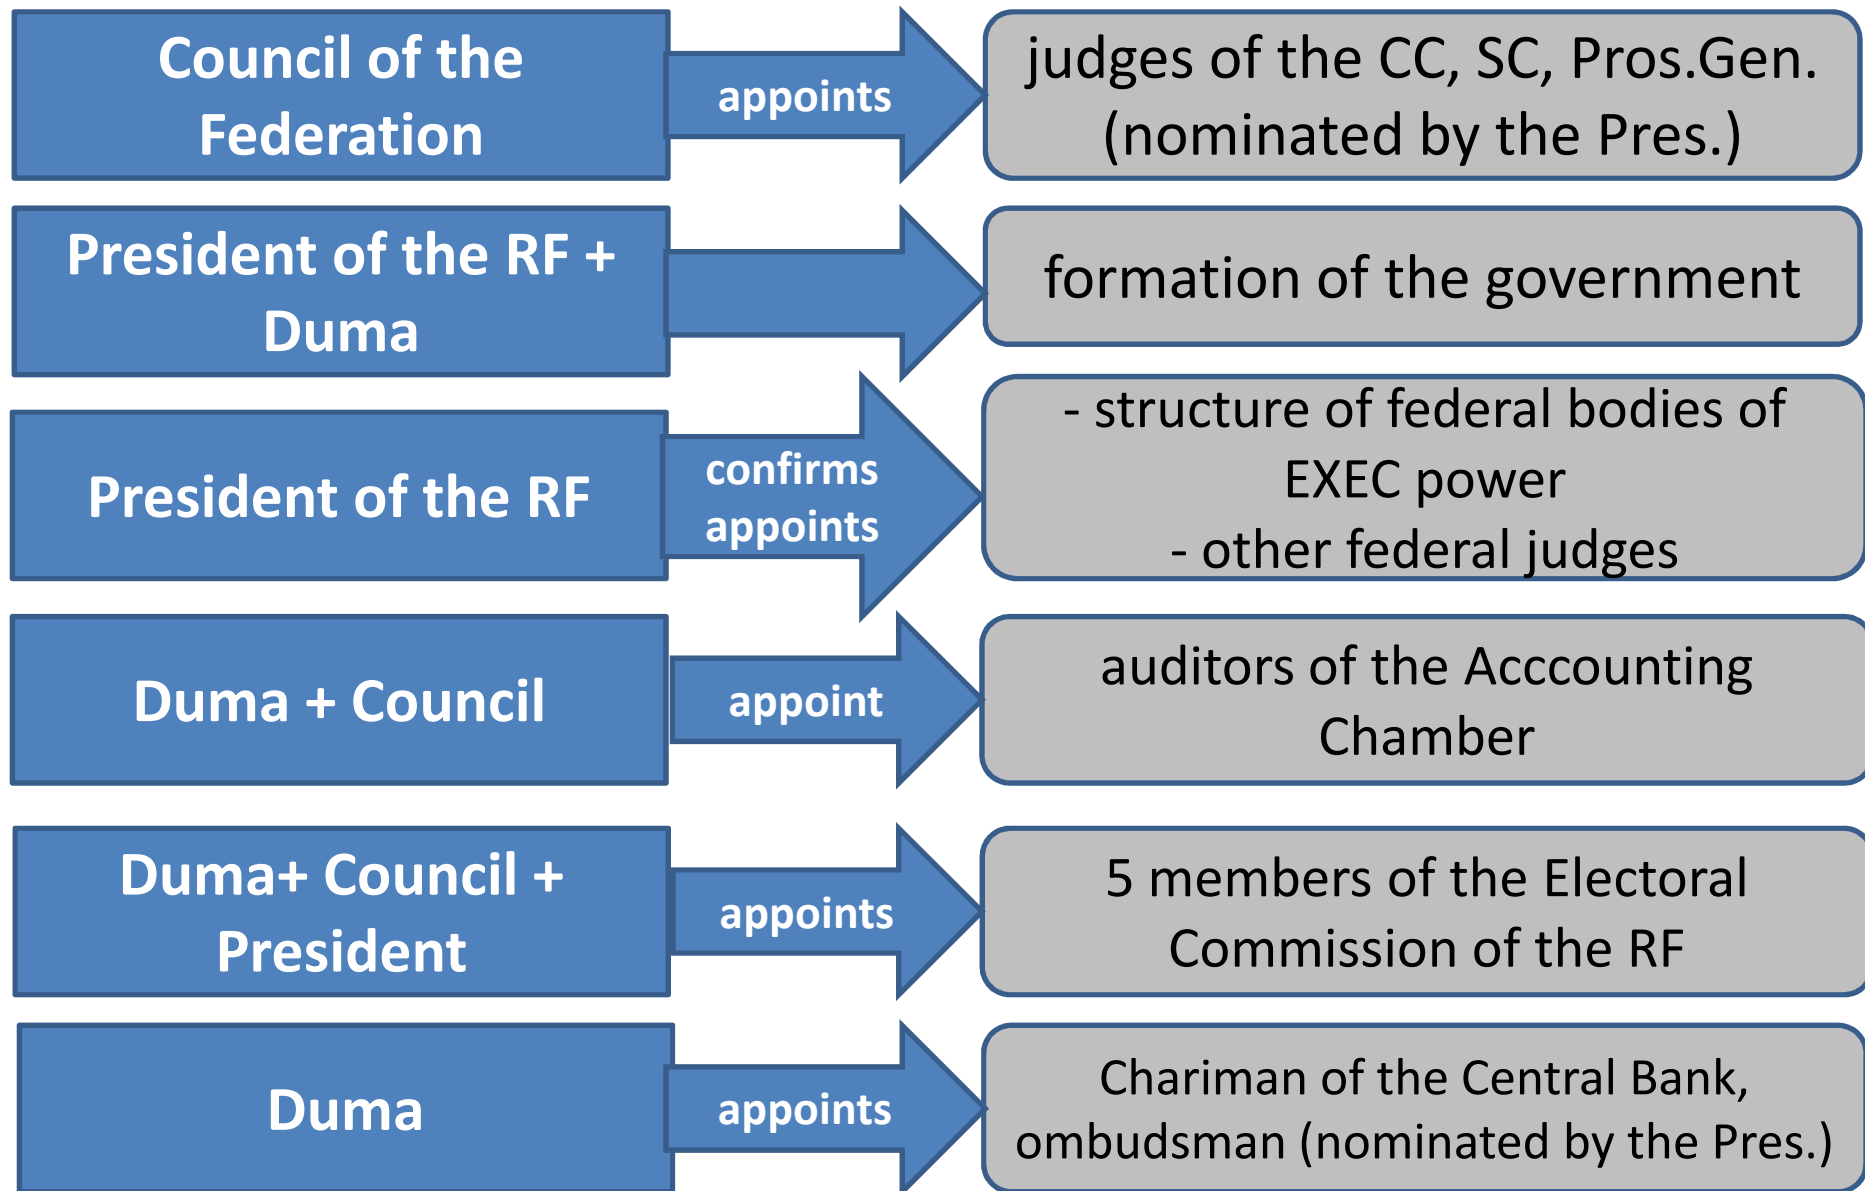 Council of the
Federation
appoints
judges of the CC, SC, Pros.Gen.
(nominated by the Pres.)
President of the RF +
Duma
formation of the government
President of the RF
confirms
appoints
- structure of federal bodies of
EXEC power
- other federal judges
Duma + Council
appoint
auditors of the Acccounting
Chamber
Duma+ Council +
President
appoints
5 members of the Electoral
Commission of the RF
Duma
appoints
Chariman of the Central Bank,
ombudsman (nominated by the Pres.)